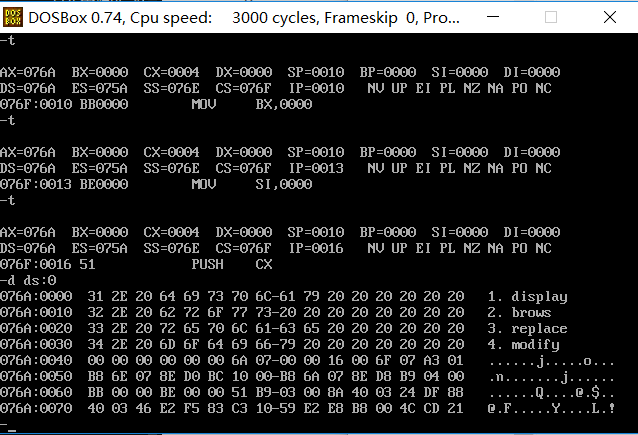 DOS BOX DOSBox 0.74, Cpu speed: 3000 cycles, Frameskip 0, Pro...
-t
AX=076A BX=0000 CX=0004 DX=0000 SP=0010 BP=0000 SI=0000 DI=0000
DS=076A ES=075A SS=076E CS=076F IP=0010 NV UP EI PL NZ NA PO NC
076F:0010 BB0000 MOV BX,0000
-t
AX=076A BX=0000 CX=0004 DX=0000 SP=0010 BP=0000 SI=0000 DI=0000
DS=076A ES=075A SS=076E CS=076F IP=0013 NV UP EI PL NZ NA PO NC
076F:0013 BE0000 MOV SI,0000
-t
AX=076A BX=0000 CX=0004 DX=0000 SP=0010 BP=0000 SI=0000 DI=0000
DS=076A ES=075A SS=076E CS=076F IP=0016 NV UP EI PL NZ NA PO NC
076F:0016 51 PUSH CX
-d ds:0
076A:0000 31 2E 20 64 69 73 70 6C-61 79 20 20 20 20 20 20 1. display
076A:0010 32 2E 20 62 72 6F 77 73-20 20 20 20 20 20 20 20 2. brows
076A:0020 33 2E 20 72 65 70 6C 61-63 65 20 20 20 20 20 20 3. replace
076A:0030 34 2E 20 6D 6F 64 69 66-79 20 20 20 20 20 20 20 4. modify
076A:0040 00 00 00 00 00 00 6A 07-00 00 16 00 6F 07 A3 01 ......j.....o...
076A:0050 B8 6E 07 8E D0 BC 10 00-B8 6A 07 8E D8 B9 04 00 .n.......j......
076A:0060 BB 00 00 BE 00 00 51 B9-03 00 8A 40 03 24 DF 88 ......Q....@.$..
076A:0070 40 03 46 E2 F5 83 C3 10-59 E2 E8 B8 00 4C CD 21 @.F.....Y....L.!
-_